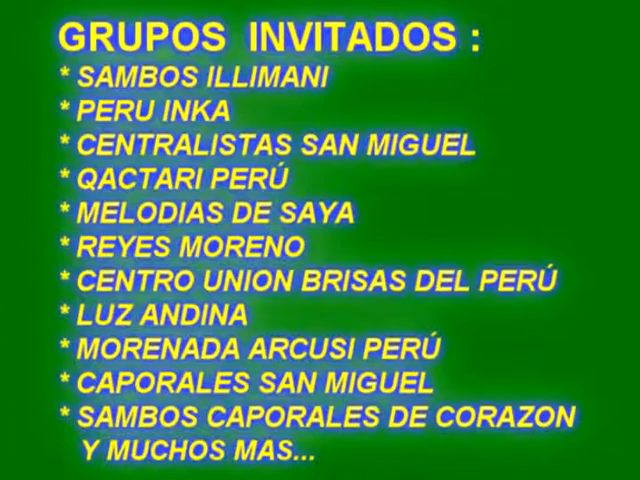 GRUPOS INVITADOS :
* SAMBOS ILLIMANI
* PERU INKA
* CENTRALISTAS SAN MIGUEL
* QACTARI PERÚ
* MELODIAS DE SAYA
* REYES MORENO
* CENTRO UNION BRISAS DEL PERÚ
* LUZ ANDINA
* MORENADA ARCUSI PERÚ
* CAPORALES SAN MIGUEL
* SAMBOS CAPORALES DE CORAZON
Y MUCHOS MAS...